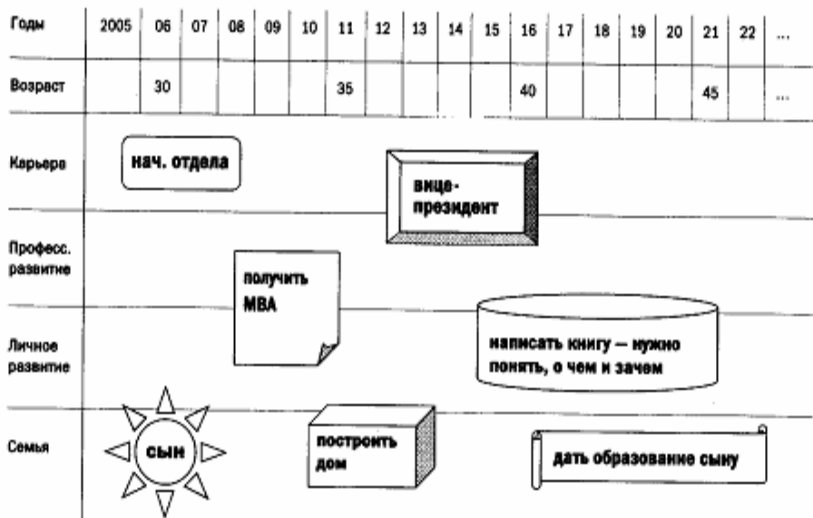 Годы 2005 06 07 08 09 10 11 12 13 14 15 16 17 18 19 20 21 22 ...
Возраст 30 35 40 45 ...
Карьера
нач. отдела
вице-
президент
Професс.
развитие
получить
МВА
Личное
развитие
написать книгу – нужно
понять, о чем и зачем
Семья
сын
построить
дом
дать образование сыну